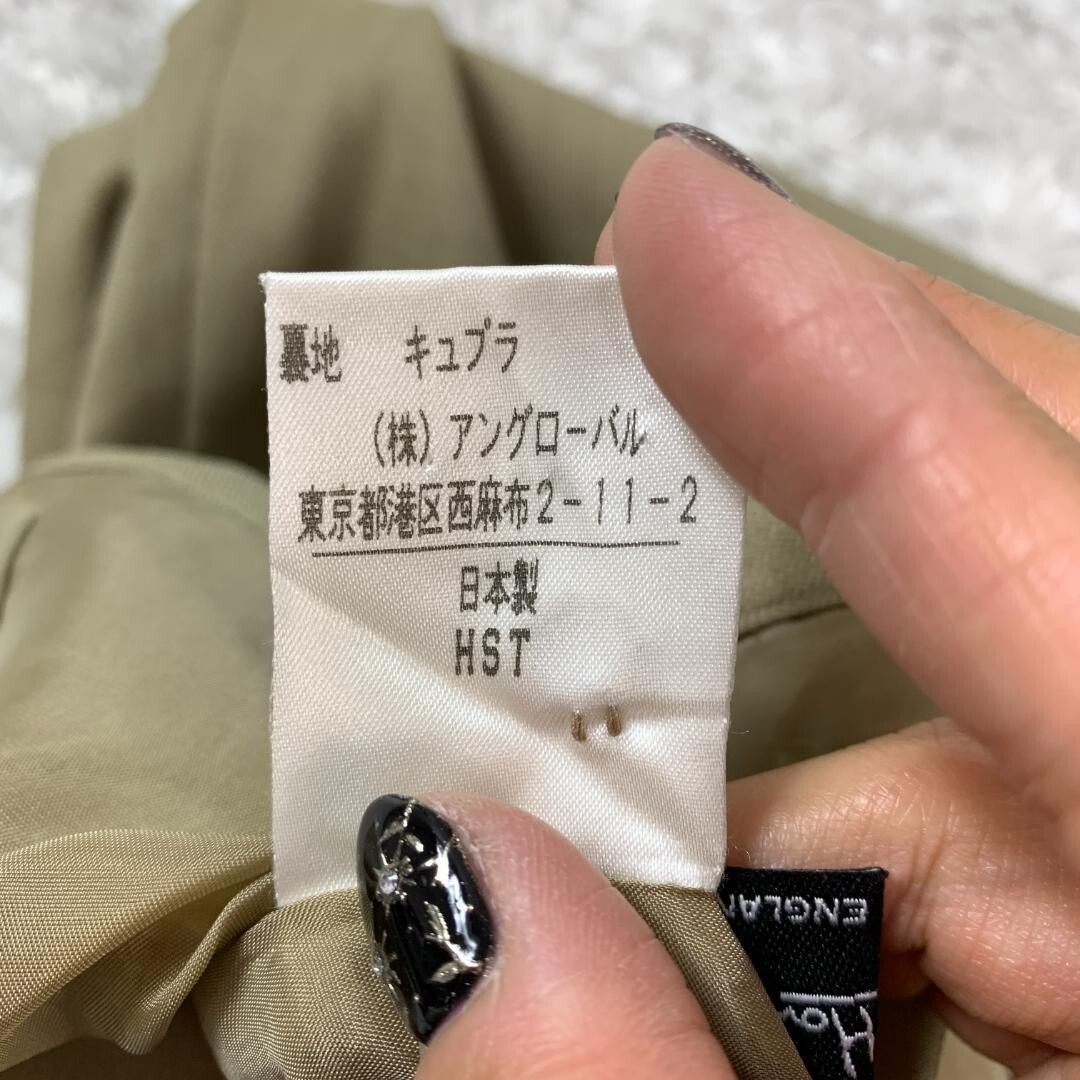 裏地 キュプラ
(株)アングローバル
東京都港区西麻布2-11-2
日本製
HST